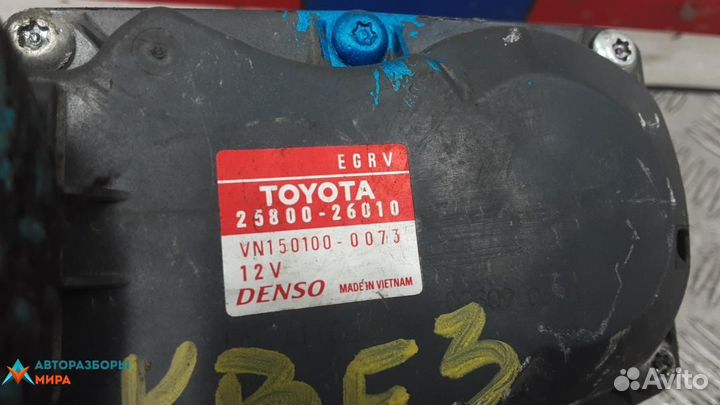 EGRV
TOYOTA
25800-26010
VN150100-0073
12V
DENSO MADE IN VIETNAM
KBE3
АВТОРАЗБОРЫ
МИРА
Avito